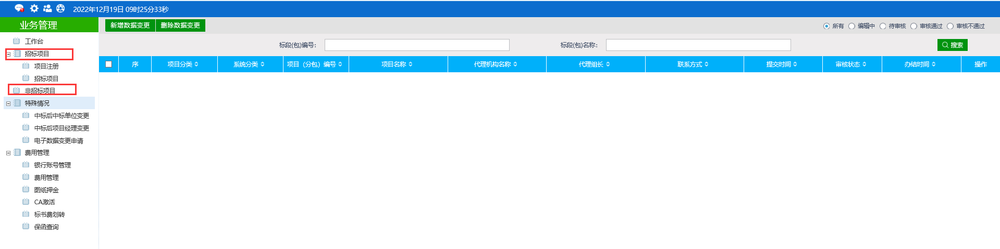 2022年12月19日 09时25分33秒
业务管理
工作台
招标项目
项目注册
招标项目
非招标项目
特殊情况
中标后中标单位变更
中标后项目经理变更
电子数据变更申请
费用管理
银行账号管理
费用管理
图纸押金
CA激活
标书费划转
保函查询
新增数据变更 删除数据变更
所有 编辑中 待审核 审核通过 审核不通过
标段(包)编号： 标段(包)名称： 搜索
序 项目分类 系统分类 项目（分包）编号 项目名称 代理机构名称 代理组长 联系方式 提交时间 审核状态 办结时间 操作